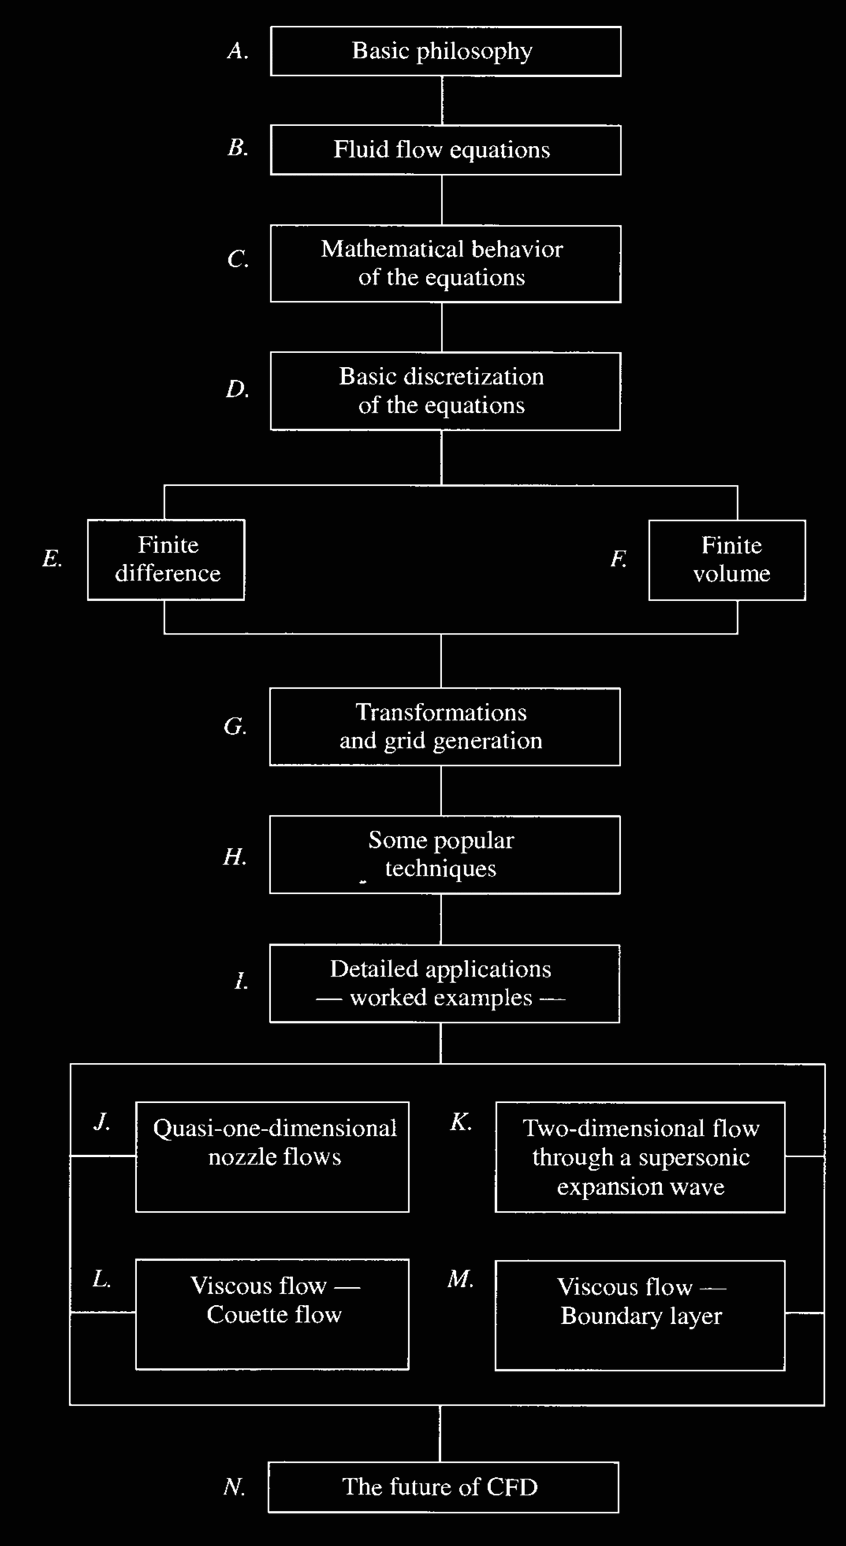 A.
Basic philosophy
B.
Fluid flow equations
C.
Mathematical behavior
of the equations
D.
Basic discretization
of the equations
E.
Finite
difference
F.
Finite
volume
G.
Transformations
and grid generation
H.
Some popular
techniques
I.
Detailed applications
— worked examples —
J.
Quasi-one-dimensional
nozzle flows
K.
Two-dimensional flow
through a supersonic
expansion wave
L.
Viscous flow —
Couette flow
M.
Viscous flow —
Boundary layer
N.
The future of CFD